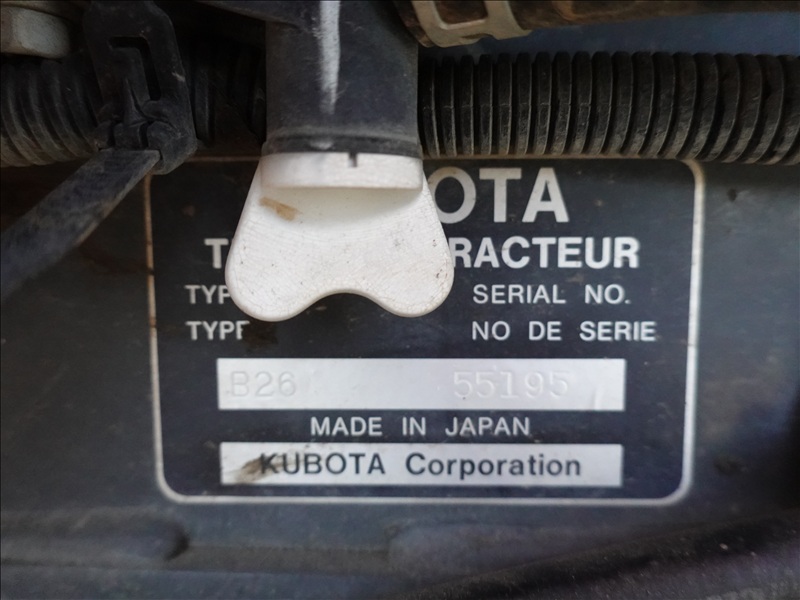 OTA
RACTEUR
TYP SERIAL NO.
TYPE NO DE SERIE
B26 55195
MADE IN JAPAN
KUBOTA Corporation